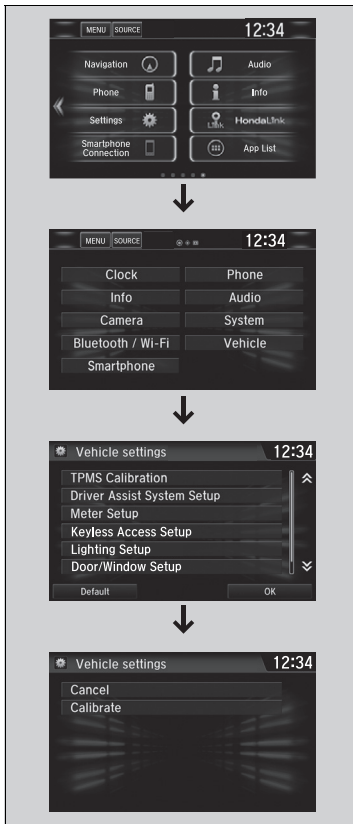 MENU SOURCE 12:34
Navigation Audio
Phone Info
Settings Link HondaLink
Smartphone
Connection App List
MENU SOURCE 12:34
Clock Phone
Info Audio
Camera System
Bluetooth / Wi-Fi Vehicle
Smartphone
Vehicle settings 12:34
TPMS Calibration
Driver Assist System Setup
Meter Setup
Keyless Access Setup
Lighting Setup
Door/Window Setup
Default OK
Vehicle settings 12:34
Cancel
Calibrate